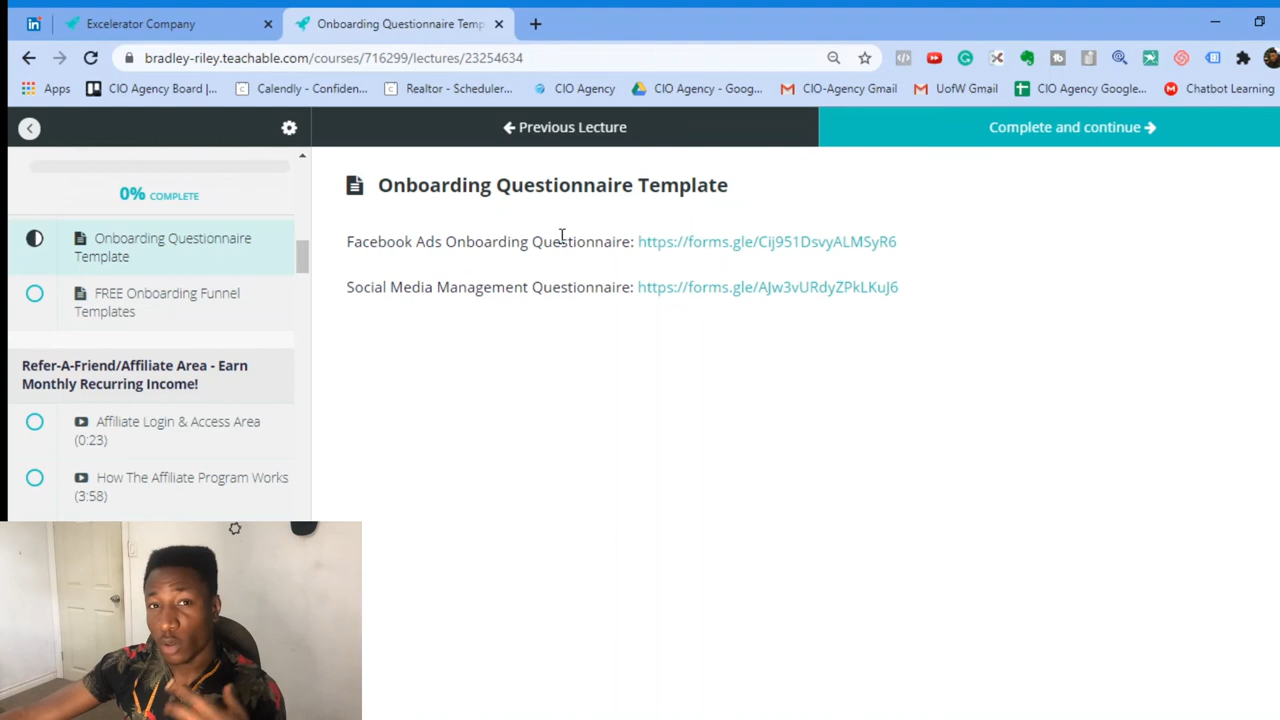 Excelerator Company
Onboarding Questionnaire Temp
bradley-riley.teachable.com/courses/716299/lectures/23254634
Apps
CIO Agency Board |...
Calendly - Confiden...
Realtor - Scheduler...
CIO Agency
CIO Agency - Goog...
CIO-Agency Gmail
UofW Gmail
CIO Agency Google...
Chatbot Learning
Previous Lecture
Complete and continue
0% COMPLETE
Onboarding Questionnaire
Template
FREE Onboarding Funnel
Templates
Refer-A-Friend/Affiliate Area - Earn
Monthly Recurring Income!
Affiliate Login & Access Area
(0:23)
How The Affiliate Program Works
(3:58)
Onboarding Questionnaire Template
Facebook Ads Onboarding Questionnaire: https://forms.gle/Cij951DsvyALMSyR6
Social Media Management Questionnaire: https://forms.gle/AJw3vURdyZPkLKuJ6